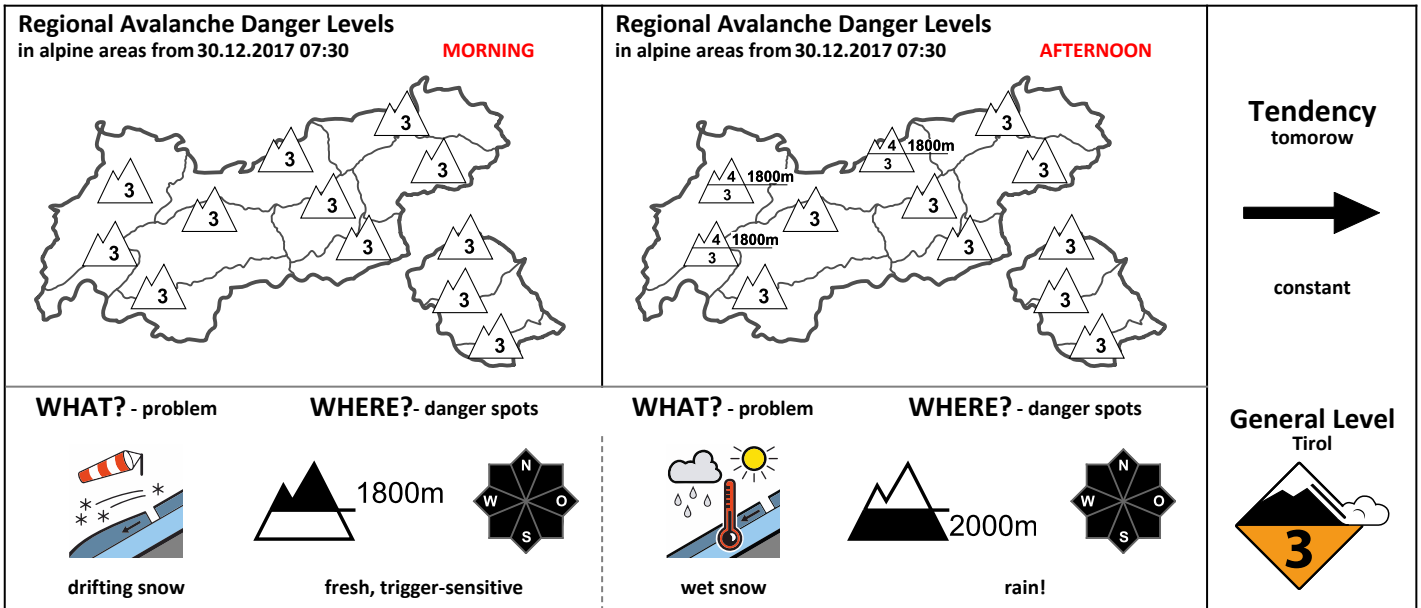 Regional Avalanche Danger Levels
in alpine areas from 30.12.2017 07:30 MORNING
3
3
3
3
3
3
3
3
3
3
3
3
Regional Avalanche Danger Levels
in alpine areas from 30.12.2017 07:30 AFTERNOON
3
4 1800m
3
3
4 1800m
3
3
3
4 1800m
3
3
3
3
3
3
Tendency
tomorow
constant
WHAT? - problem
drifting snow
WHERE? - danger spots
1800m
N
W O
S
fresh, trigger-sensitive
WHAT? - problem
wet snow
WHERE? - danger spots
2000m
N
W O
S
rain!
General Level
Tirol
3